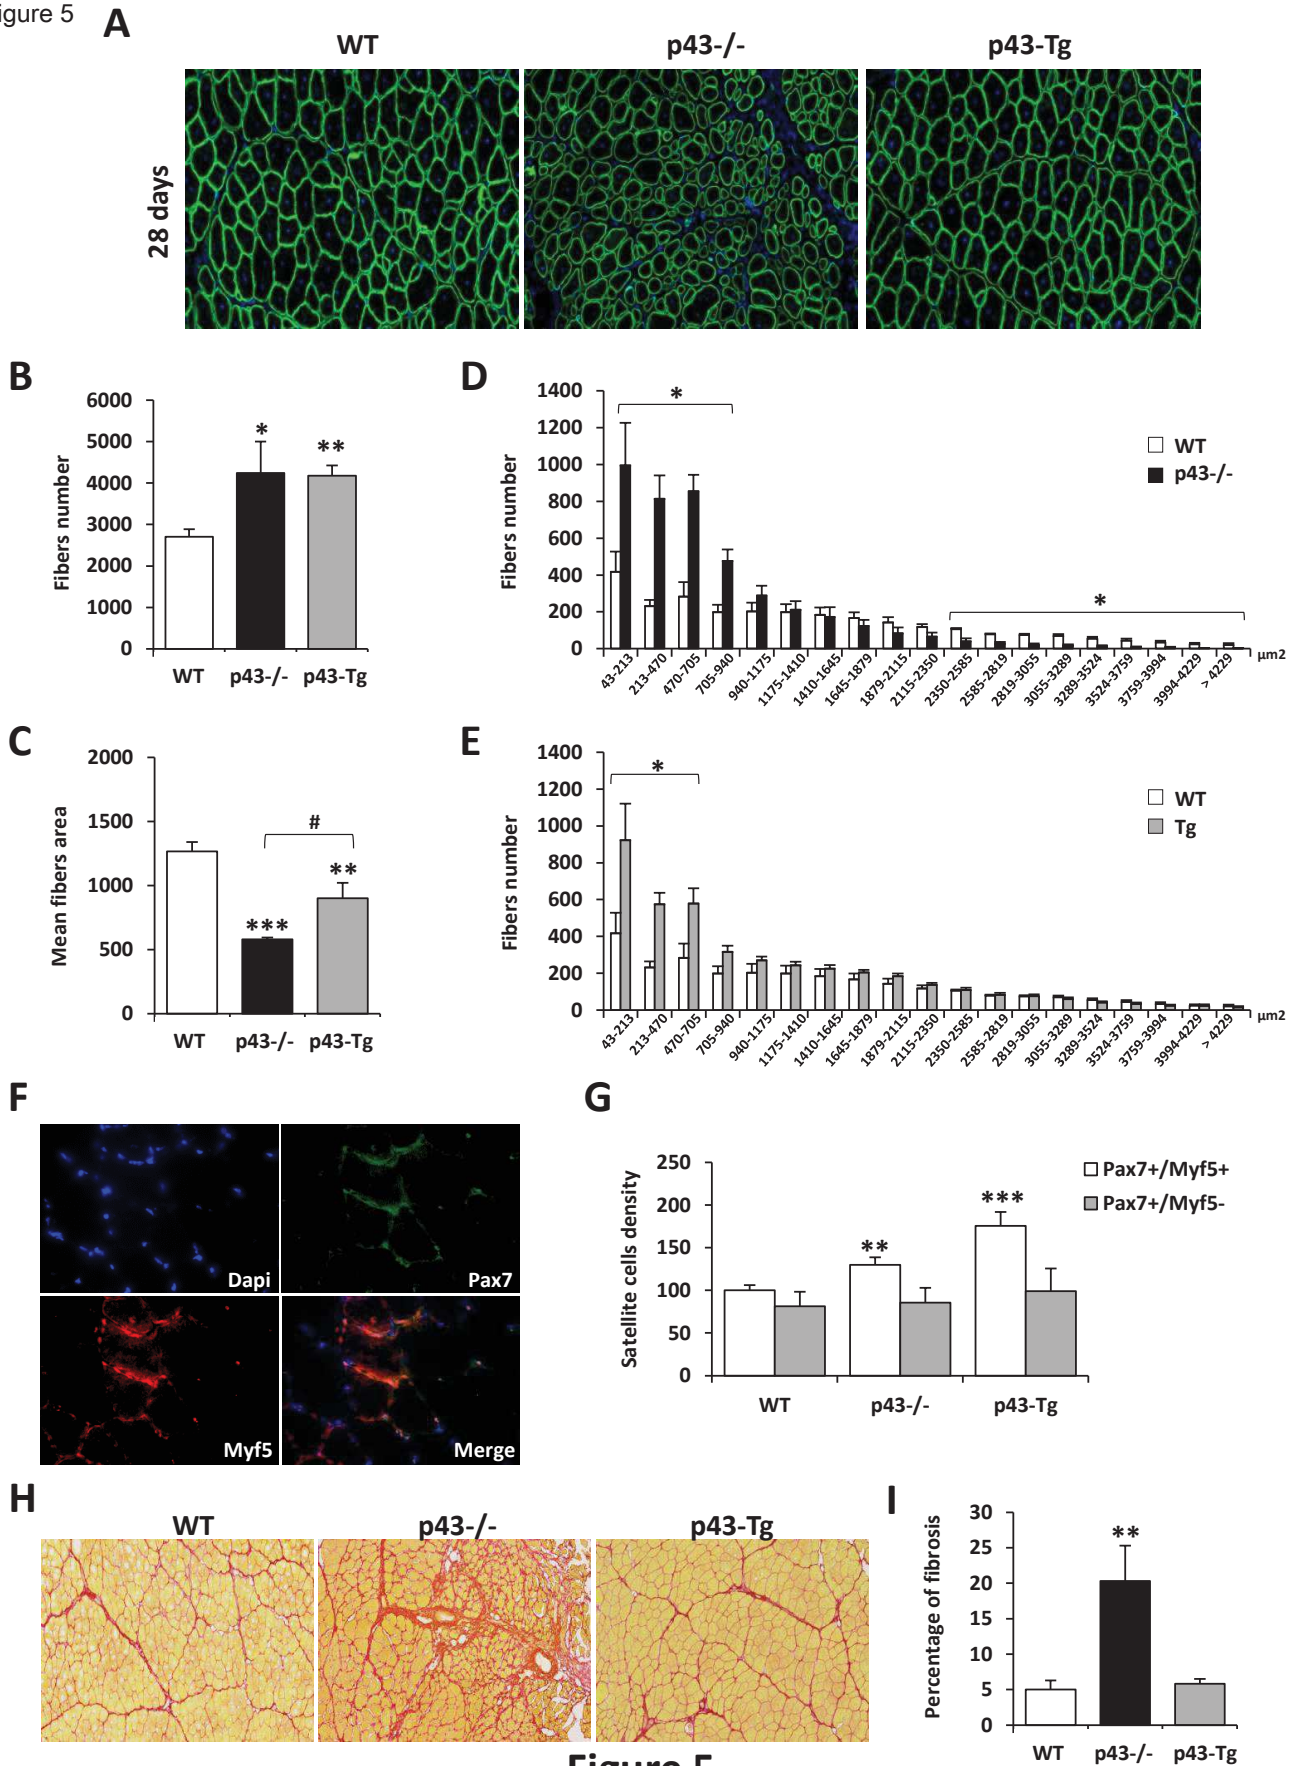 igure 5
A
WT p43-/- p43-Tg
28 days
B
6000
5000
4000
3000
2000
1000
0
Fibers number
* **
WT p43-/- p43-Tg
C
2000
1500
1000
500
0
Mean fibers area
#
*** **
WT p43-/- p43-Tg
D
1400
1200
1000
800
600
400
200
0
Fibers number
*
*
WT
p43-/-
43-213 213-470 470-705 705-940 940-1175 1175-1410 1410-1645 1645-1879 1879-2115 2115-2350 2350-2585 2585-2819 2819-3055 3055-3289 3289-3524 3524-3759 3759-3994 3994-4229 > 4229 µm2
E
1400
1200
1000
800
600
400
200
0
Fibers number
*
WT
Tg
43-213 213-470 470-705 705-940 940-1175 1175-1410 1410-1645 1645-1879 1879-2115 2115-2350 2350-2585 2585-2819 2819-3055 3055-3289 3289-3524 3524-3759 3759-3994 3994-4229 > 4229 µm2
F
Dapi Pax7
Myf5 Merge
G
250
200
150
100
50
0
Satellite cells density
** ***
Pax7+/Myf5+
Pax7+/Myf5-
WT p43-/- p43-Tg
H
WT p43-/- p43-Tg
I
30
25
20
15
10
5
0
Percentage of fibrosis
**
WT p43-/- p43-Tg
Figure 5